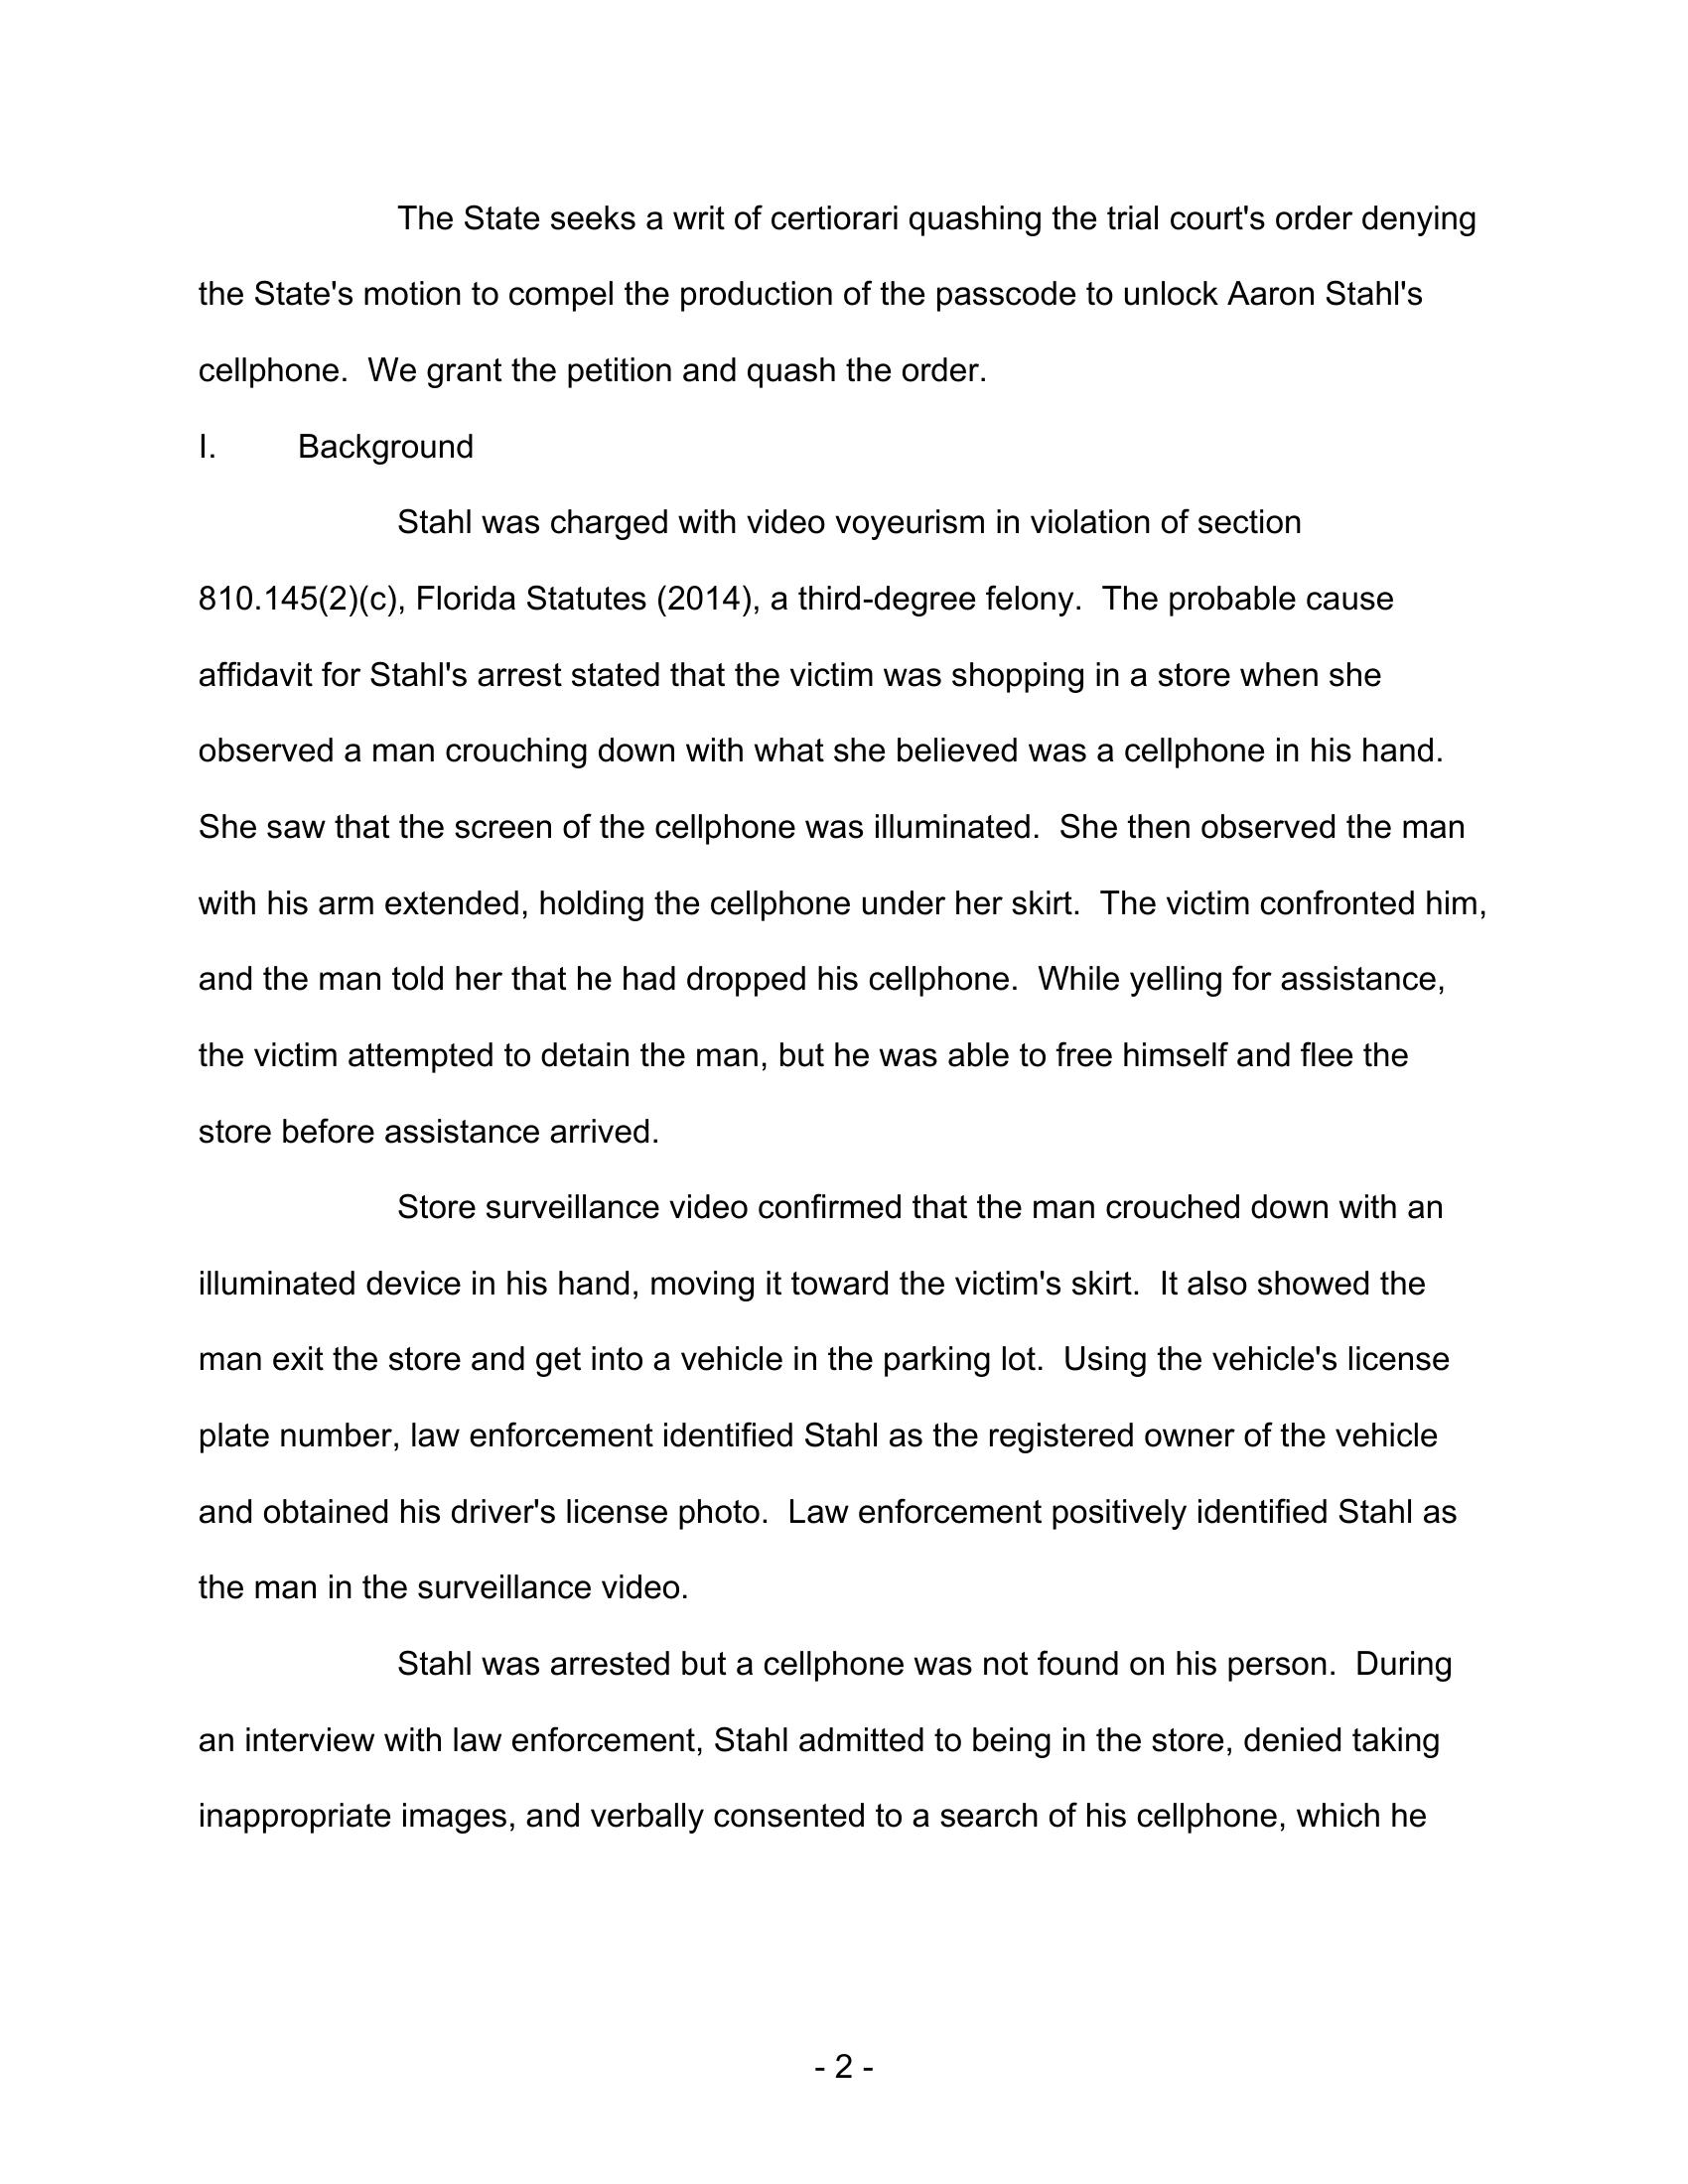 The State seeks a writ of certiorari quashing the trial court's order denying
the State's motion to compel the production of the passcode to unlock Aaron Stahl's
cellphone.  We grant the petition and quash the order.
I. Background
Stahl was charged with video voyeurism in violation of section
810.145(2)(c), Florida Statutes (2014), a third-degree felony.  The probable cause
affidavit for Stahl's arrest stated that the victim was shopping in a store when she
observed a man crouching down with what she believed was a cellphone in his hand.
She saw that the screen of the cellphone was illuminated.  She then observed the man
with his arm extended, holding the cellphone under her skirt.  The victim confronted him,
and the man told her that he had dropped his cellphone.  While yelling for assistance,
the victim attempted to detain the man, but he was able to free himself and flee the
store before assistance arrived.
Store surveillance video confirmed that the man crouched down with an
illuminated device in his hand, moving it toward the victim's skirt.  It also showed the
man exit the store and get into a vehicle in the parking lot.  Using the vehicle's license
plate number, law enforcement identified Stahl as the registered owner of the vehicle
and obtained his driver's license photo.  Law enforcement positively identified Stahl as
the man in the surveillance video.
Stahl was arrested but a cellphone was not found on his person.  During
an interview with law enforcement, Stahl admitted to being in the store, denied taking
inappropriate images, and verbally consented to a search of his cellphone, which he
- 2 -